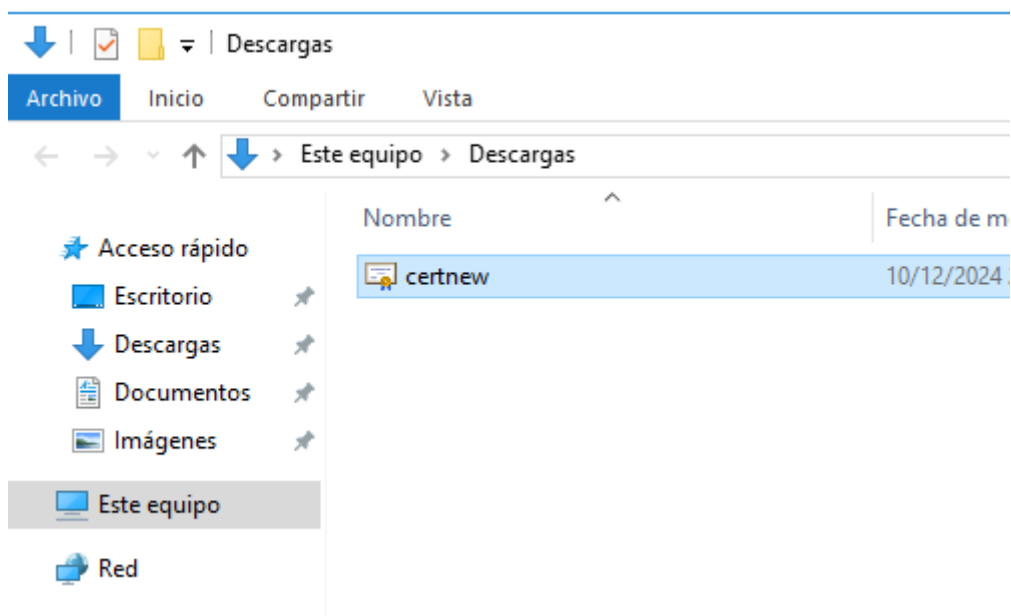 Descargas
Archivo Inicio Compartir Vista
Este equipo Descargas
Nombre Fecha de m
Acceso rápido
certnew 10/12/2024
Escritorio
Descargas
Documentos
Imágenes
Este equipo
Red